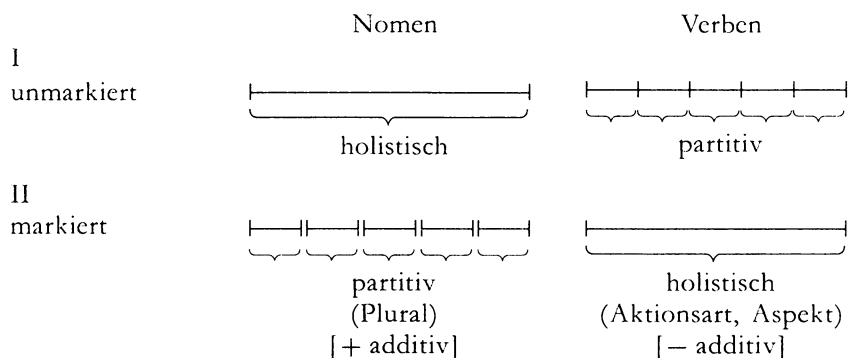 Nomen Verben
I
unmarkiert
holistisch partitiv
II
markiert
partitiv holistisch
(Plural) (Aktionsart, Aspekt)
[+ additiv] [– additiv]